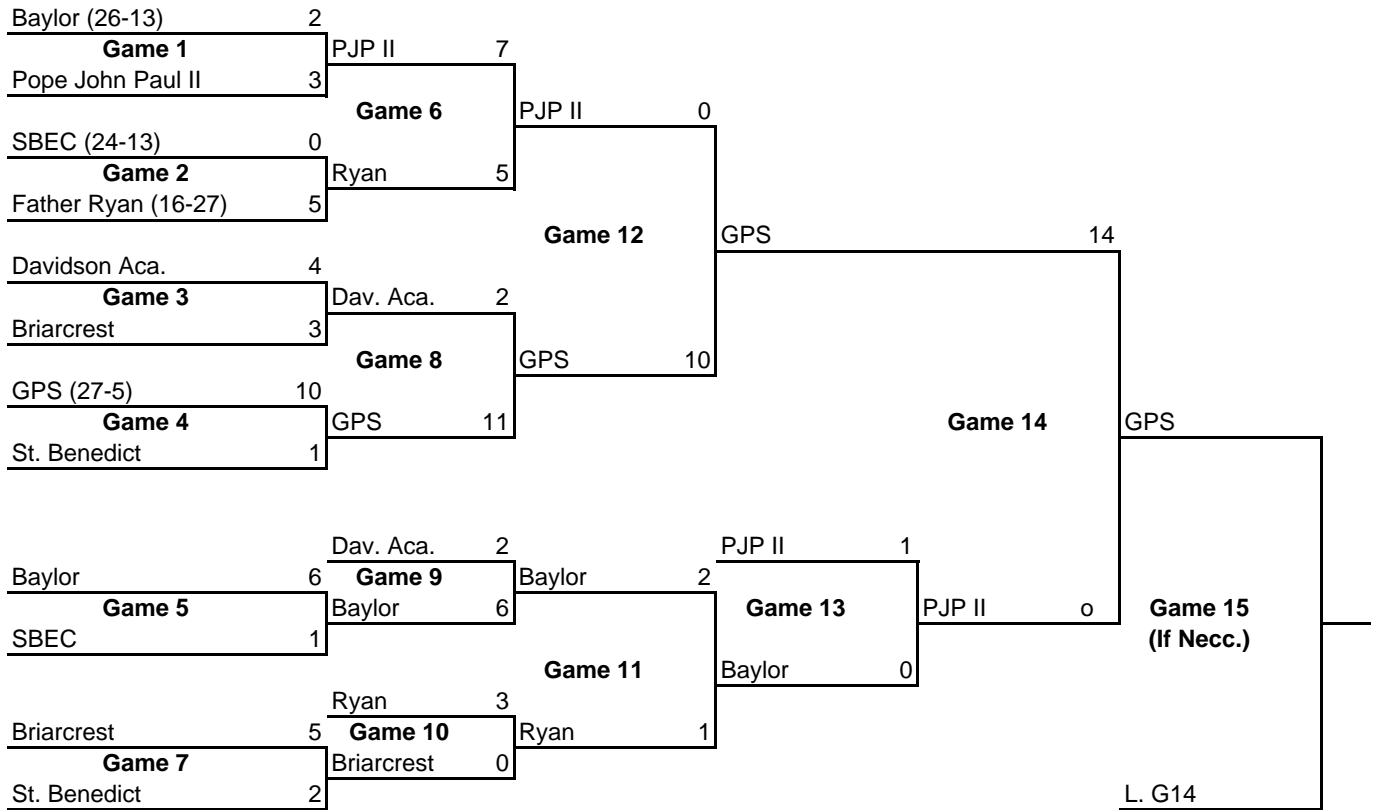 Baylor (26-13) 2
Game 1 PJP II 7
Pope John Paul II 3
Game 6 PJP II 0
SBEC (24-13) 0
Game 2 Ryan 5
Father Ryan (16-27) 5
Game 12 GPS 14
Davidson Aca. 4
Game 3 Dav. Aca. 2
Briarcrest 3
Game 8 GPS 10
GPS (27-5) 10
Game 4 GPS 11 Game 14 GPS
St. Benedict 1
Dav. Aca. 2 PJP II 1
Baylor 6 Game 9 Baylor 2
Game 5 Baylor 6 Game 13 PJP II o Game 15
SBEC 1 (If Necc.)
Game 11 Baylor 0
Ryan 3
Briarcrest 5 Game 10 Ryan 1
Game 7 Briarcrest 0
St. Benedict 2 L. G14